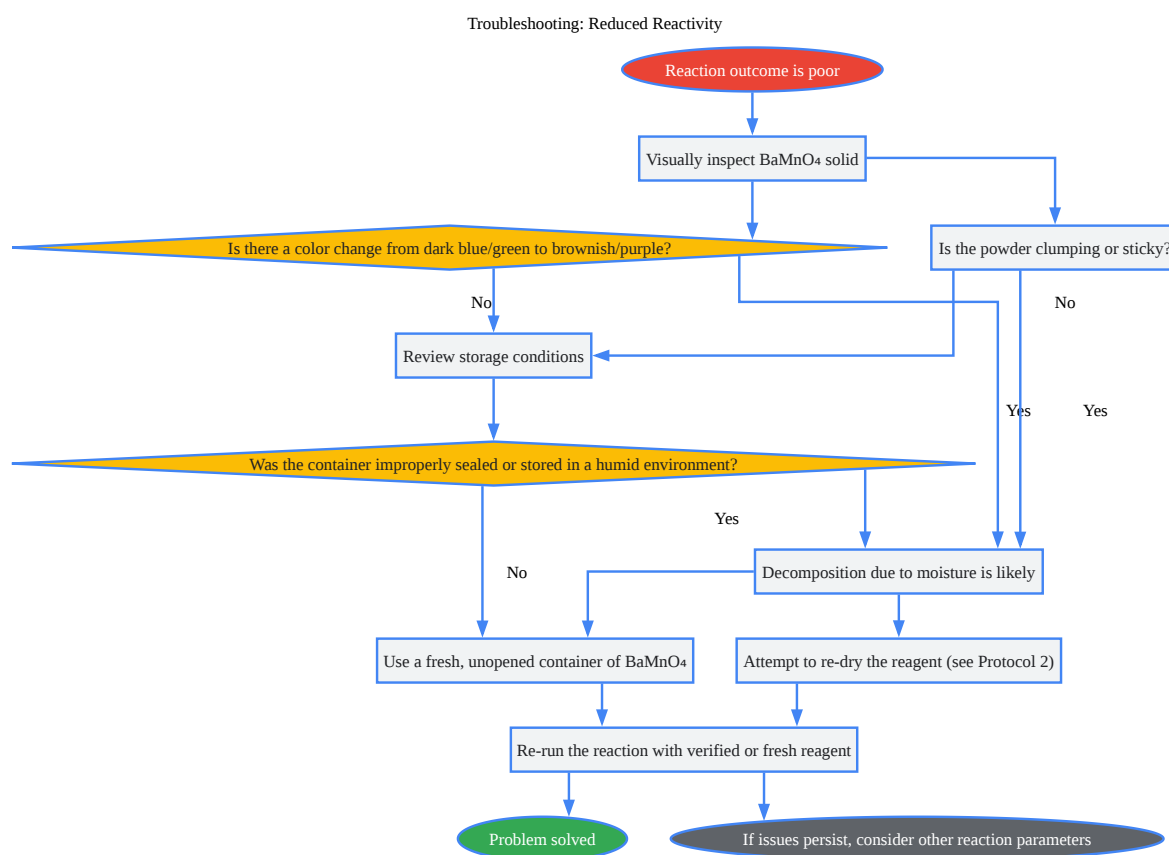 Troubleshooting: Reduced Reactivity
Reaction outcome is poor
Visually inspect BaMnO₄ solid
Is there a color change from dark blue/green to brownish/purple?
Is the powder clumping or sticky?
No
No
Review storage conditions
Yes
Yes
Was the container improperly sealed or stored in a humid environment?
Yes
No
Decomposition due to moisture is likely
Use a fresh, unopened container of BaMnO₄
Attempt to re-dry the reagent (see Protocol 2)
Re-run the reaction with verified or fresh reagent
Problem solved
If issues persist, consider other reaction parameters